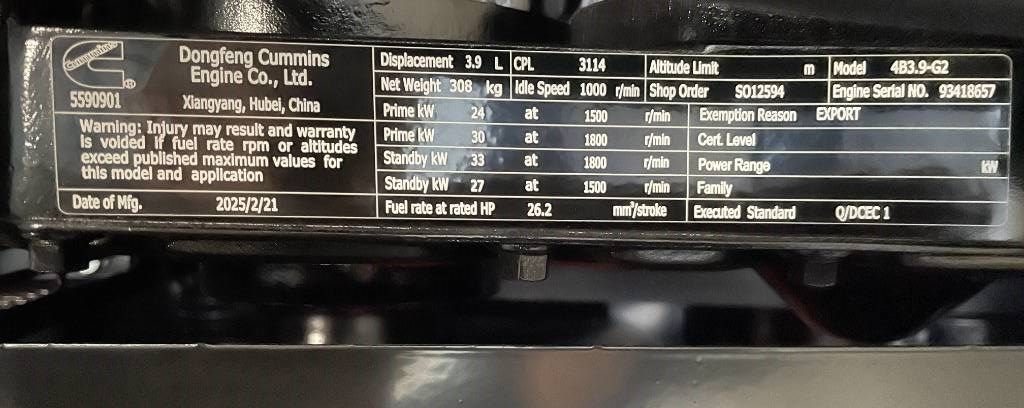 Cummins
®
5590901
Dongfeng Cummins
Engine Co., Ltd.
Xiangyang, Hubei, China
Warning: Injury may result and warranty
is voided if fuel rate rpm or altitudes
exceed published maximum values for
this model and application
Date of Mfg. 2025/2/21
Displacement 3.9 L CPL 3114 Altitude Limit m Model 4B3.9-G2
Net Weight 308 kg Idle Speed 1000 r/min Shop Order SO12594 Engine Serial NO. 93418657
Prime kW 24 at 1500 r/min Exemption Reason EXPORT
Prime kW 30 at 1800 r/min Cert. Level
Standby kW 33 at 1800 r/min Power Range kW
Standby kW 27 at 1500 r/min Family
Fuel rate at rated HP 26.2 mm³/stroke Executed Standard Q/DCEC 1